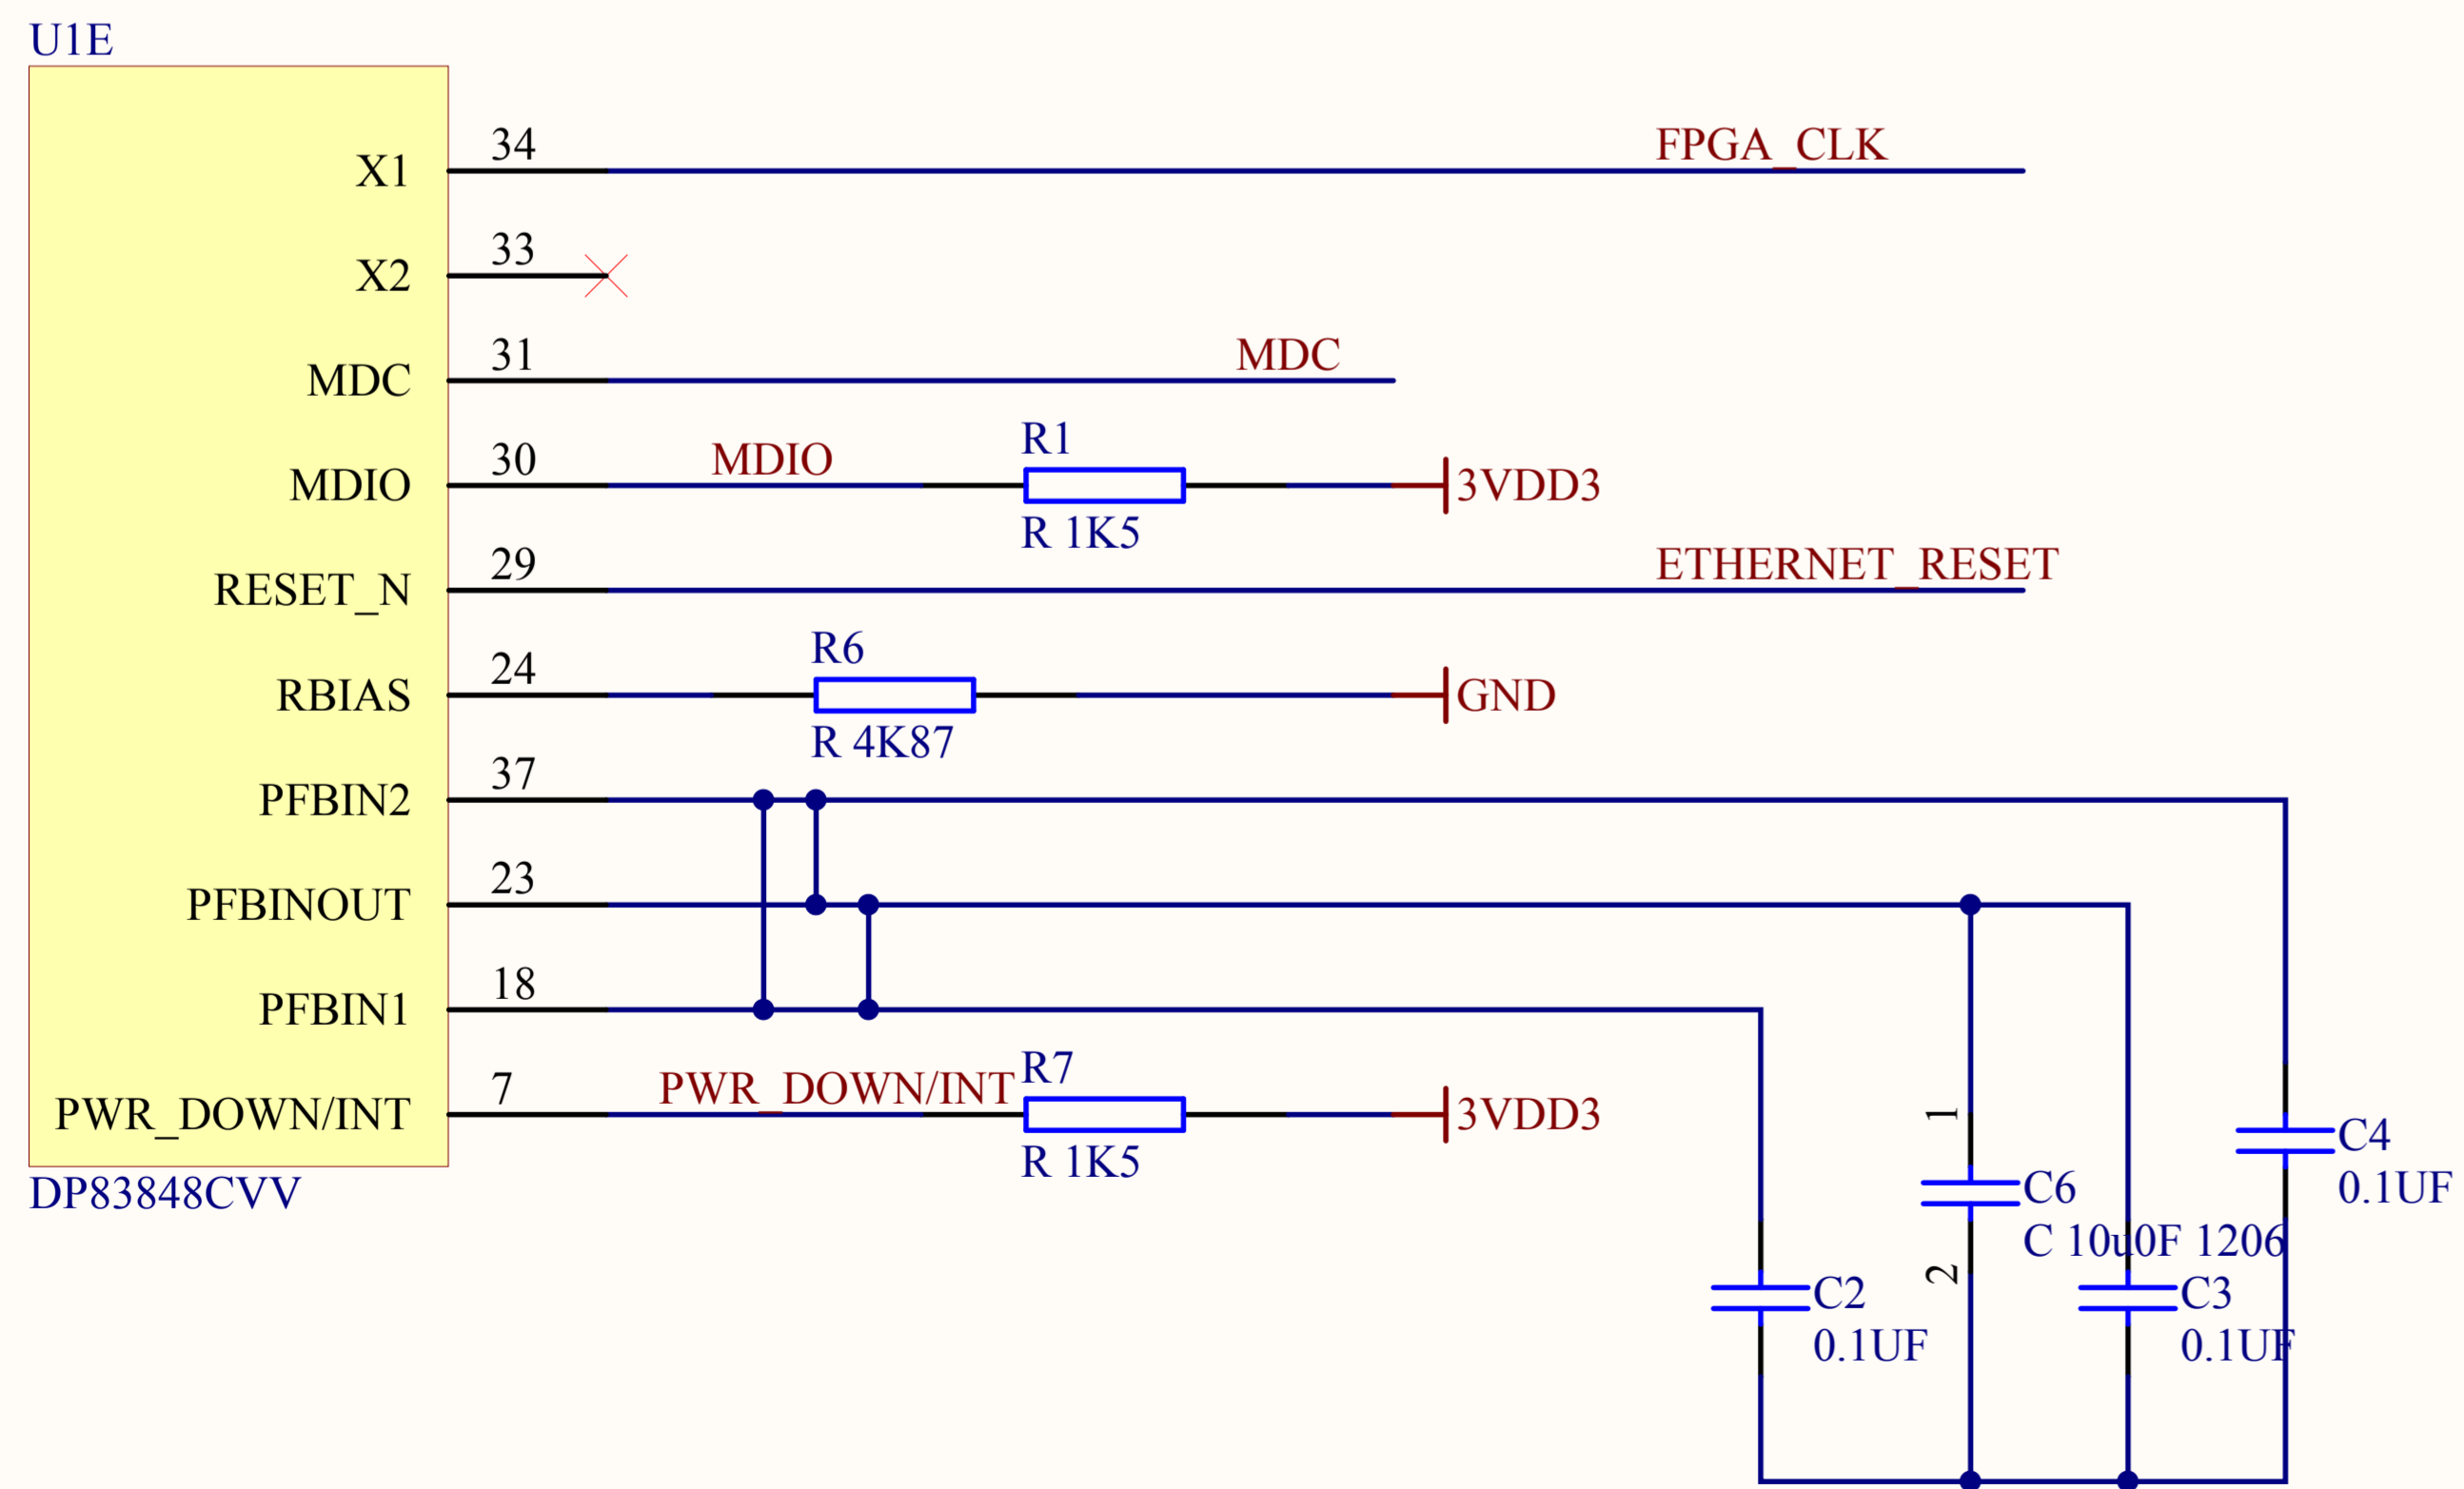 U1E
X1
34
FPGA_CLK
X2
33
MDC
31
MDC
MDIO
30
MDIO
R1
R 1K5
3VDD3
RESET_N
29
ETHERNET_RESET
RBIAS
24
R6
R 4K87
GND
PFBIN2
37
PFBINOUT
23
PFBIN1
18
PWR_DOWN/INT
7
PWR_DOWN/INT
R7
R 1K5
3VDD3
DP83848CVV
C4
0.1UF
1
2
C6
C 10u0F 1206
C2
0.1UF
C3
0.1UF